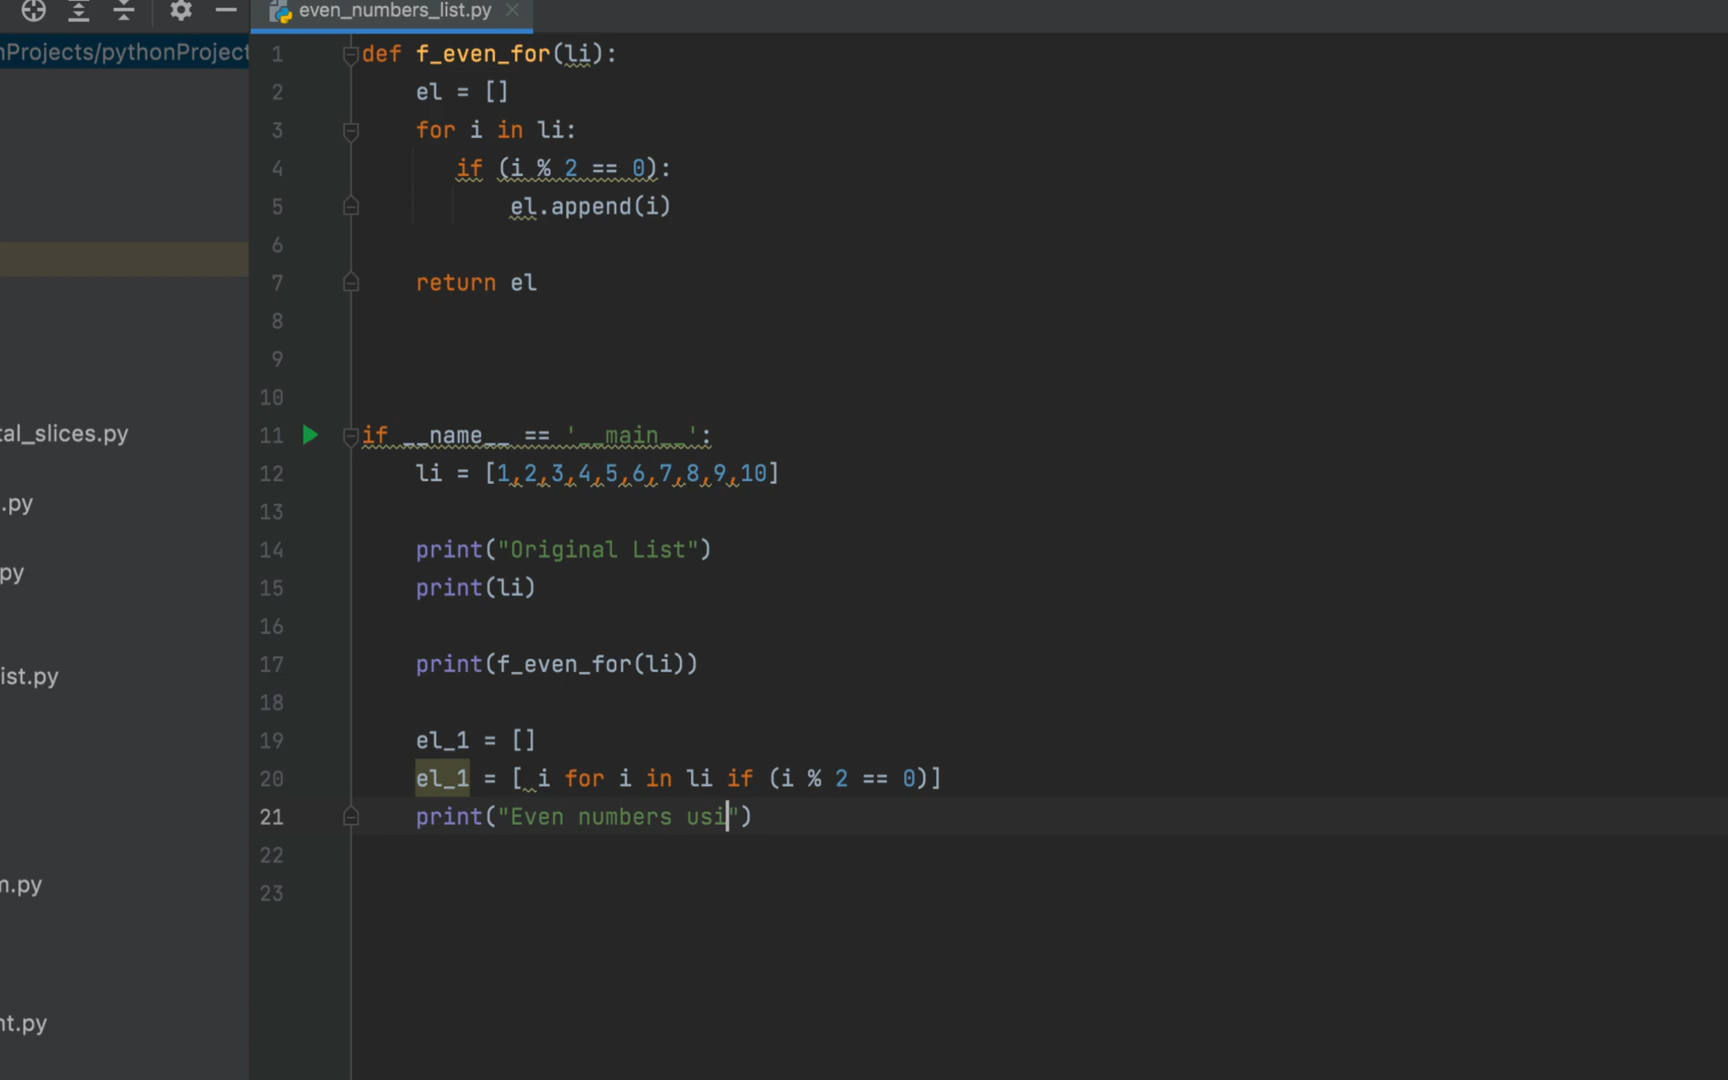 even_numbers_list.py
nProjects/pythonProject
tal_slices.py
.py
py
ist.py
m.py
nt.py
1 def f_even_for(li):
2 el = []
3 for i in li:
4 if (i % 2 == 0):
5 el.append(i)
6
7 return el
8
9
10
11 if __name__ == '__main__':
12 li = [1,2,3,4,5,6,7,8,9,10]
13
14 print("Original List")
15 print(li)
16
17 print(f_even_for(li))
18
19 el_1 = []
20 el_1 = [ i for i in li if (i % 2 == 0)]
21 print("Even numbers usi")
22
23